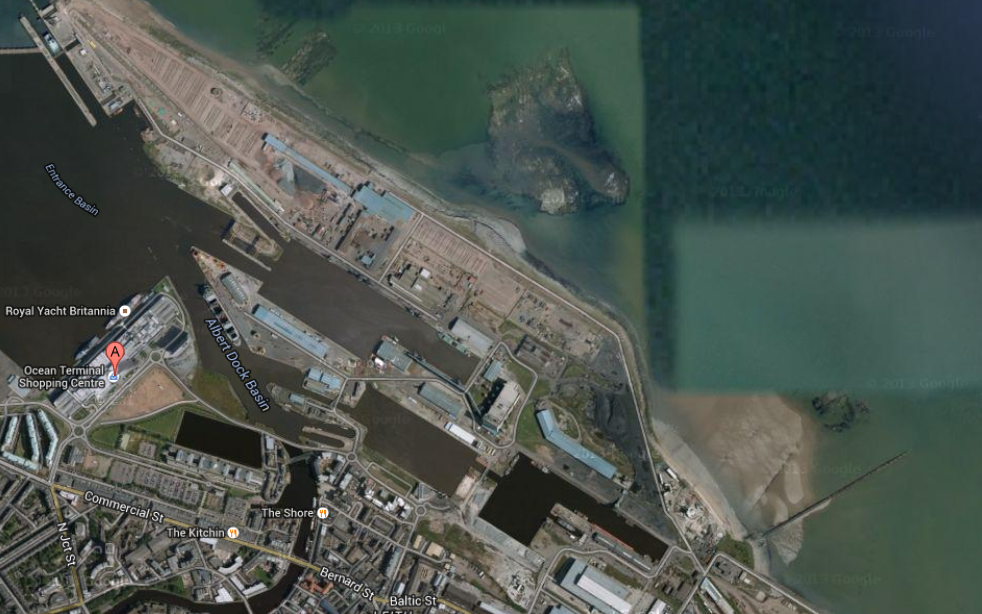 © 2013 Googl
© 2013 Google
Entrance Basin
2013 Google
2013 Google
Royal Yacht Britannia
A
Albert Dock Basin
Ocean Terminal
Shopping Centre
© 2013 Google
Commercial St
The Shore
N Jct St
The Kitchin
Bernard St
Baltic St
2013 Google